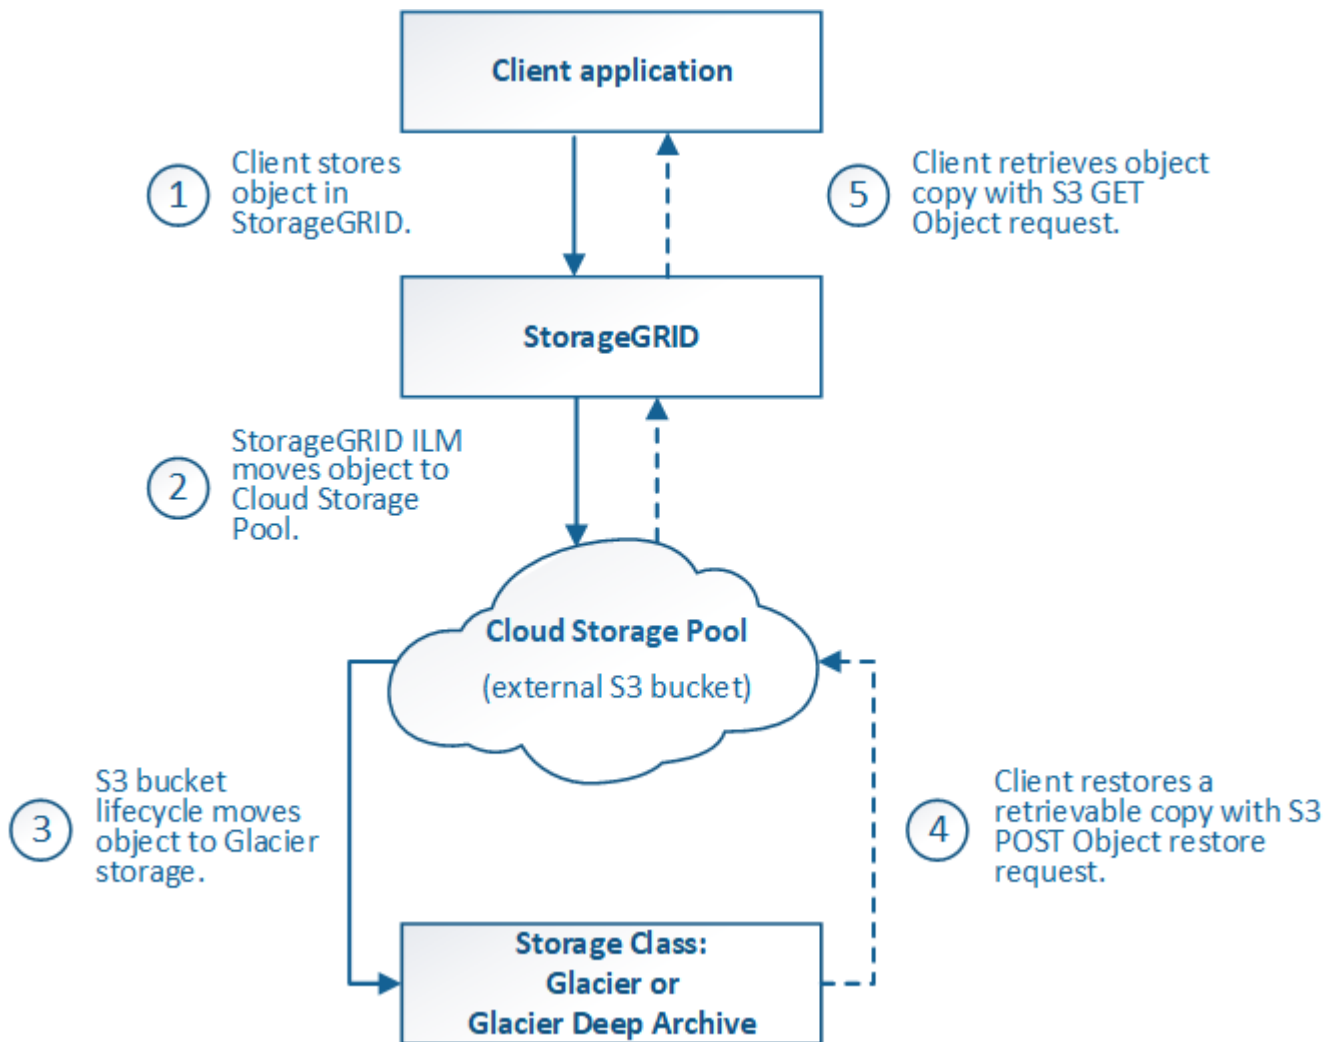 Client application
1
Client stores
object in
StorageGRID.
5
Client retrieves object
copy with S3 GET
Object request.
StorageGRID
2
StorageGRID ILM
moves object to
Cloud Storage
Pool.
Cloud Storage Pool
(external S3 bucket)
3
S3 bucket
lifecycle moves
object to Glacier
storage.
4
Client restores a
retrievable copy with S3
POST Object restore
request.
Storage Class:
Glacier or
Glacier Deep Archive